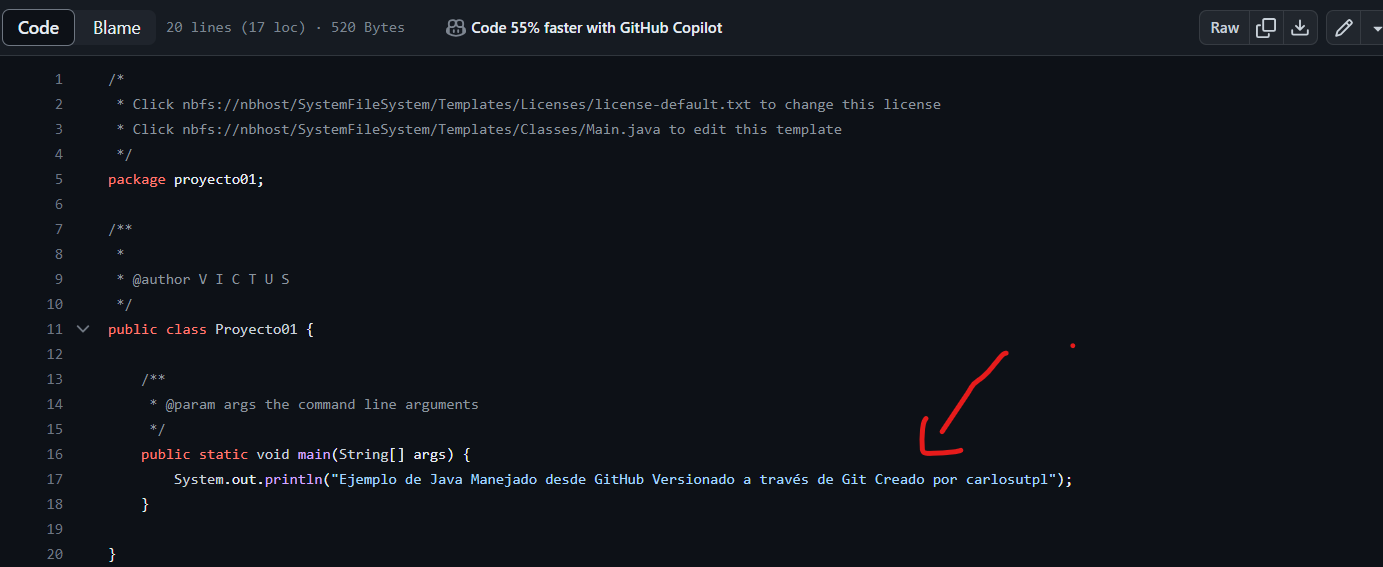 Code Blame 20 lines (17 loc) · 520 Bytes Code 55% faster with GitHub Copilot Raw
1 /*
2 * Click nbfs://nbhost/SystemFileSystem/Templates/Licenses/license-default.txt to change this license
3 * Click nbfs://nbhost/SystemFileSystem/Templates/Classes/Main.java to edit this template
4 */
5 package proyecto01;
6
7 /**
8 *
9 * @author V I C T U S
10 */
11 public class Proyecto01 {
12
13 /**
14 * @param args the command line arguments
15 */
16 public static void main(String[] args) {
17 System.out.println("Ejemplo de Java Manejado desde GitHub Versionado a través de Git Creado por carlosutpl");
18 }
19
20 }